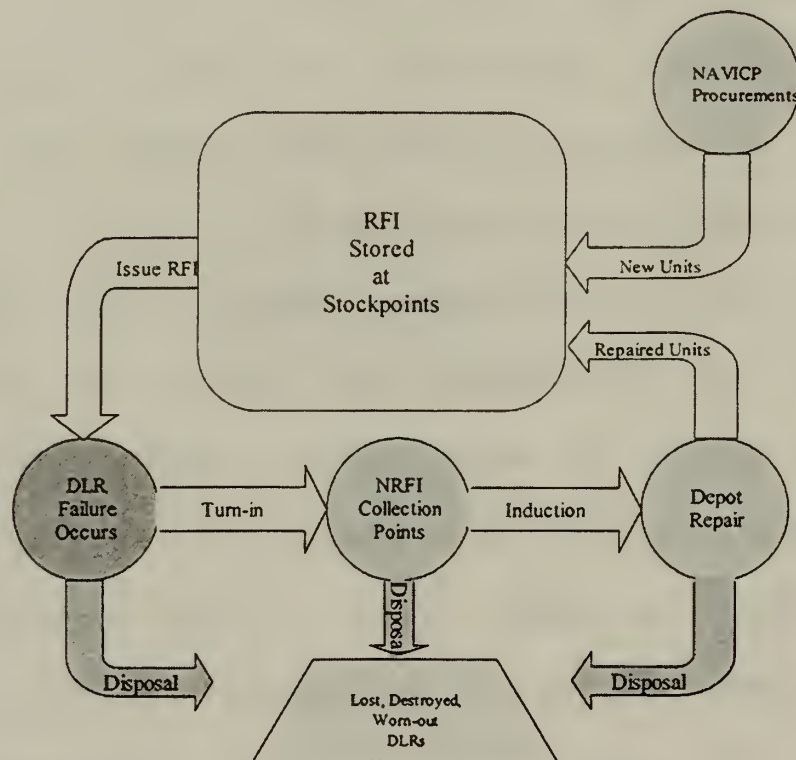 NAVICP
Procurements
RFI
Stored
at
Stockpoints
Issue RFI
New Units
Repaired Units
DLR
Failure
Occurs
Turn-in
NRFI
Collection
Points
Induction
Depot
Repair
Disposal
Disposa
Disposal
Lost, Destroyed,
Worn-out
DLRs